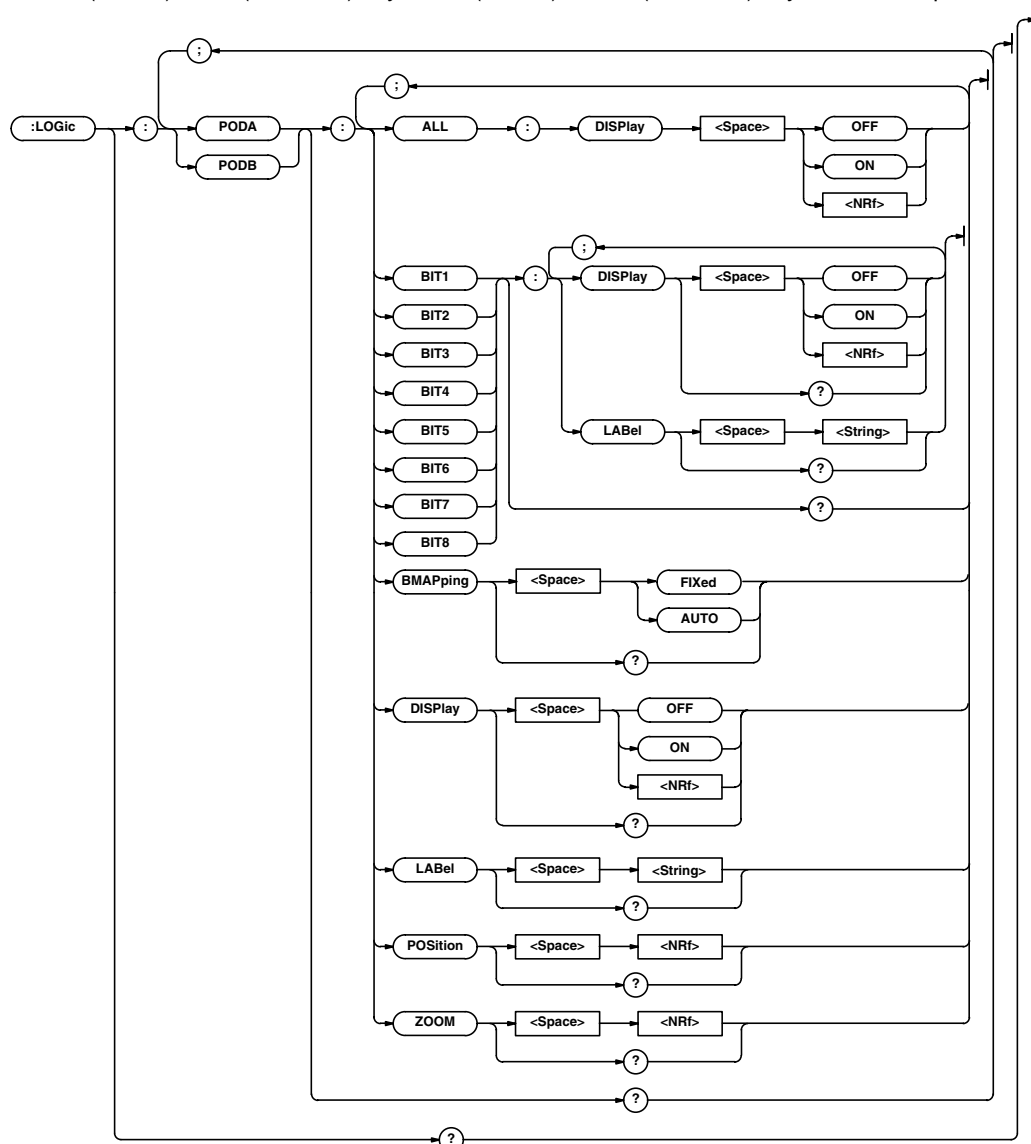 ;
;
:LOGic : PODA : ALL : DISPlay <Space> OFF
PODB ON
<NRf>
;
BIT1 : DISPlay <Space> OFF
BIT2 ON
BIT3 <NRf>
BIT4 ?
BIT5 LABel <Space> <String>
BIT6 ?
BIT7 ?
BIT8
BMAPping <Space> FIXed
AUTO
?
DISPlay <Space> OFF
ON
<NRf>
?
LABel <Space> <String>
?
POSition <Space> <NRf>
?
ZOOM <Space> <NRf>
?
?
?